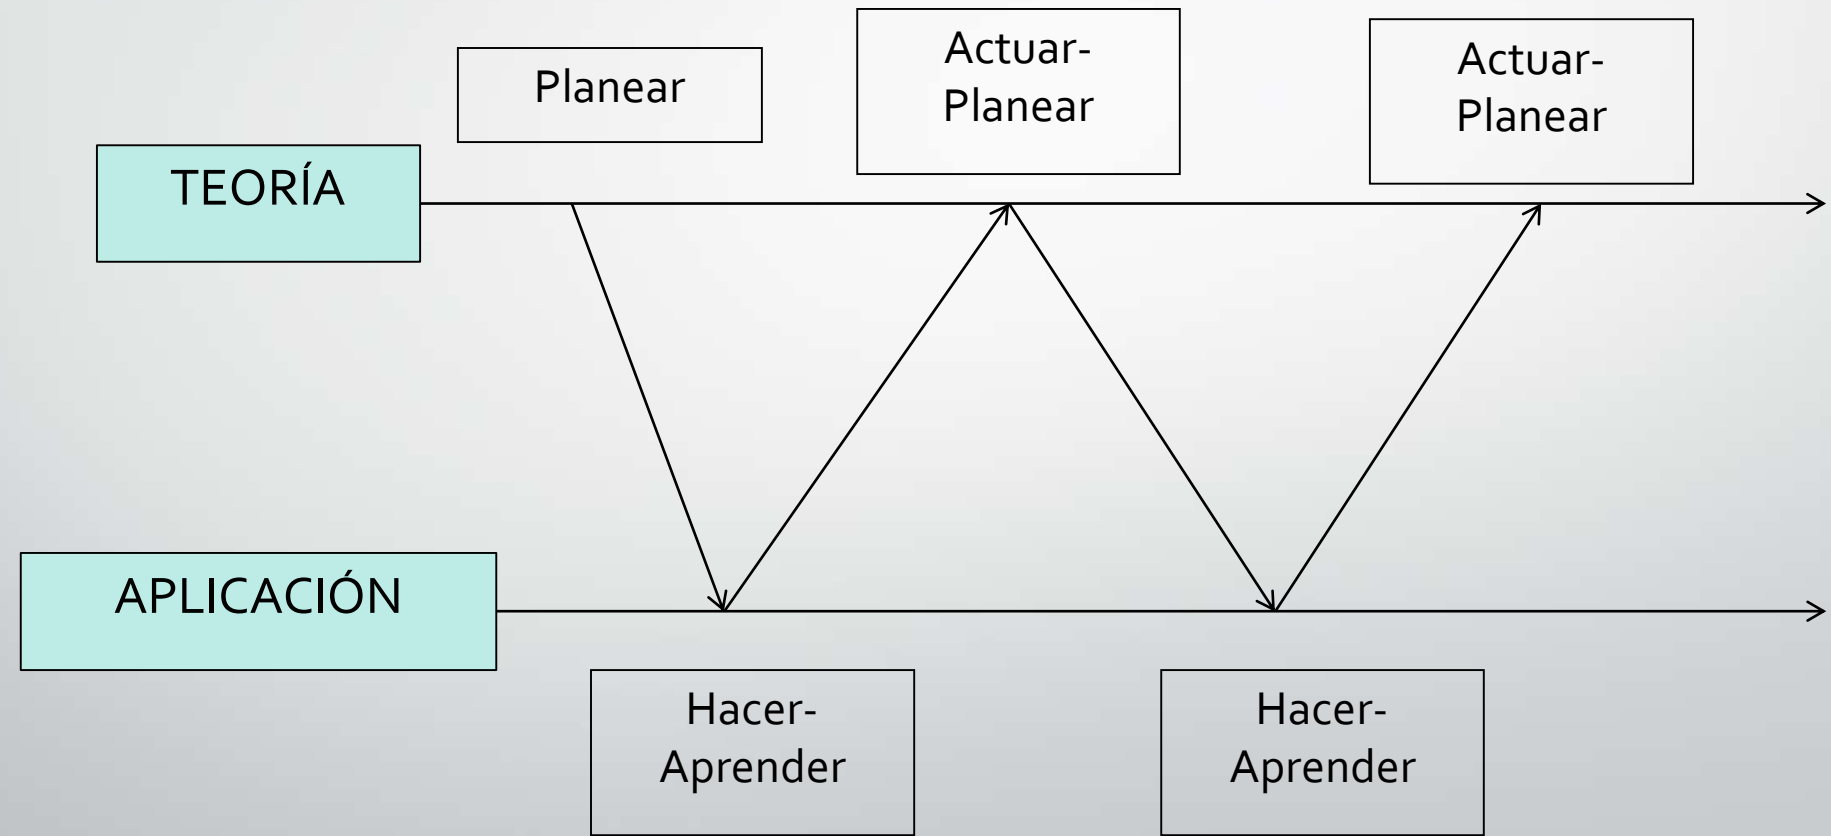 Planear
Actuar-
Planear
Actuar-
Planear
TEORÍA
APLICACIÓN
Hacer-
Aprender
Hacer-
Aprender